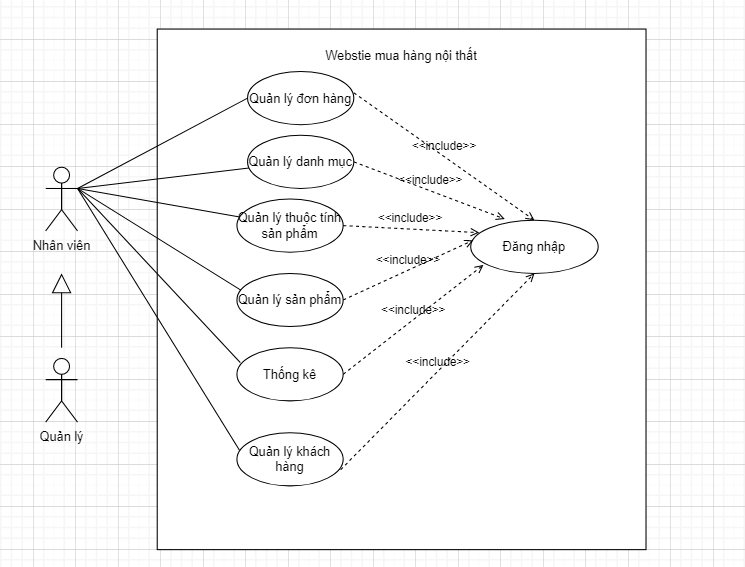 Webstie mua hàng nội thất
Quản lý đơn hàng
<<include>>
Quản lý danh mục
<<include>>
Quản lý thuộc tính
sản phẩm
<<include>>
Nhân viên
Đăng nhập
<<include>>
Quản lý sản phẩm
<<include>>
Thống kê
<<include>>
Quản lý
Quản lý khách
hàng